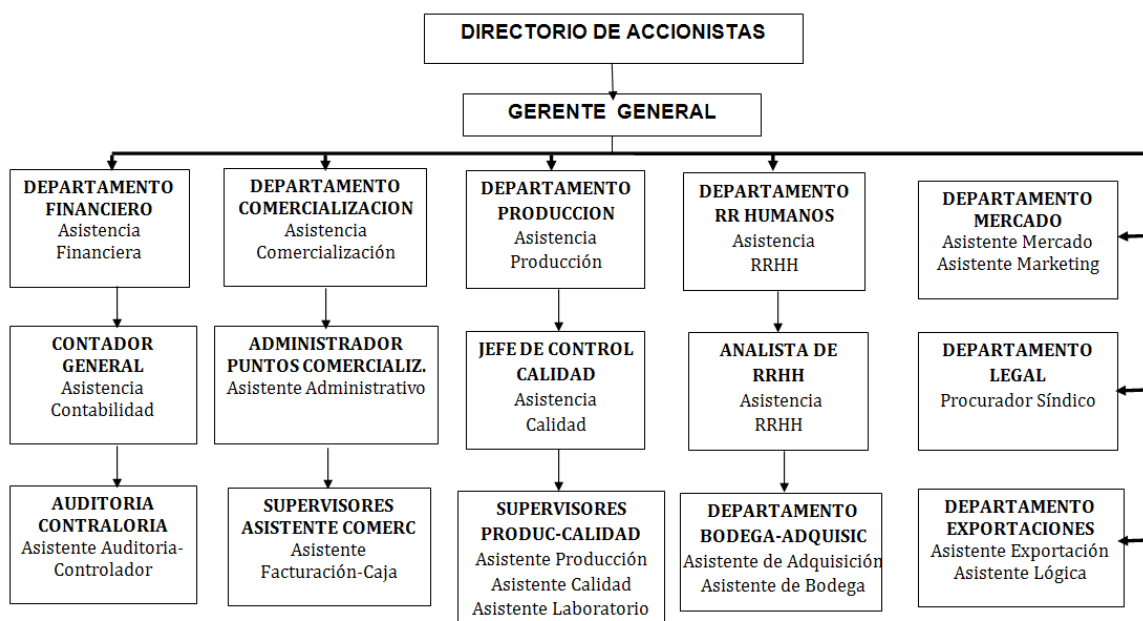 DIRECTORIO DE ACCIONISTAS
GERENTE GENERAL
DEPARTAMENTO
FINANCIERO
Asistencia
Financiera
DEPARTAMENTO
COMERCIALIZACION
Asistencia
Comercialización
DEPARTAMENTO
PRODUCCION
Asistencia
Producción
DEPARTAMENTO
RR HUMANOS
Asistencia
RRHH
DEPARTAMENTO
MERCADO
Asistente Mercado
Asistente Marketing
CONTADOR
GENERAL
Asistencia
Contabilidad
ADMINISTRADOR
PUNTOS COMERCIALIZ.
Asistente Administrativo
JEFE DE CONTROL
CALIDAD
Asistencia
Calidad
ANALISTA DE
RRHH
Asistencia
RRHH
DEPARTAMENTO
LEGAL
Procurador Síndico
AUDITORIA
CONTRALORIA
Asistente Auditoria-
Controlador
SUPERVISORES
ASISTENTE COMERC
Asistente
Facturación-Caja
SUPERVISORES
PRODUC-CALIDAD
Asistente Producción
Asistente Calidad
Asistente Laboratorio
DEPARTAMENTO
BODEGA-ADQUISIC
Asistente de Adquisición
Asistente de Bodega
DEPARTAMENTO
EXPORTACIONES
Asistente Exportación
Asistente Lógica